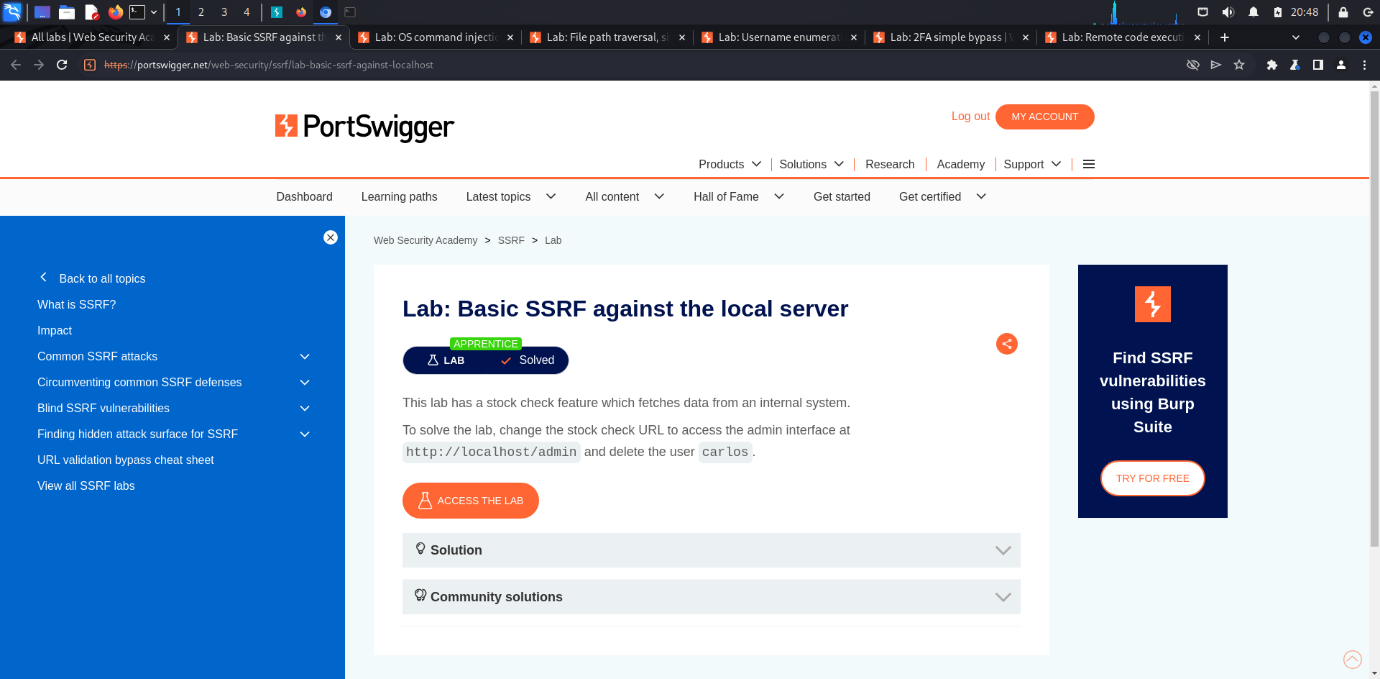 1 2 3 4 20:48
All labs | Web Security Aca Lab: Basic SSRF against th Lab: OS command injectio Lab: File path traversal, si Lab: Username enumerat Lab: 2FA simple bypass | W Lab: Remote code executi
https://portswigger.net/web-security/ssrf/lab-basic-ssrf-against-localhost
PortSwigger
Log out MY ACCOUNT
Products Solutions Research Academy Support
Dashboard Learning paths Latest topics All content Hall of Fame Get started Get certified
Back to all topics
What is SSRF?
Impact
Common SSRF attacks
Circumventing common SSRF defenses
Blind SSRF vulnerabilities
Finding hidden attack surface for SSRF
URL validation bypass cheat sheet
View all SSRF labs
Web Security Academy > SSRF > Lab
Lab: Basic SSRF against the local server
APPRENTICE
LAB Solved
This lab has a stock check feature which fetches data from an internal system.
To solve the lab, change the stock check URL to access the admin interface at
http://localhost/admin and delete the user carlos.
ACCESS THE LAB
Solution
Community solutions
Find SSRF
vulnerabilities
using Burp
Suite
TRY FOR FREE